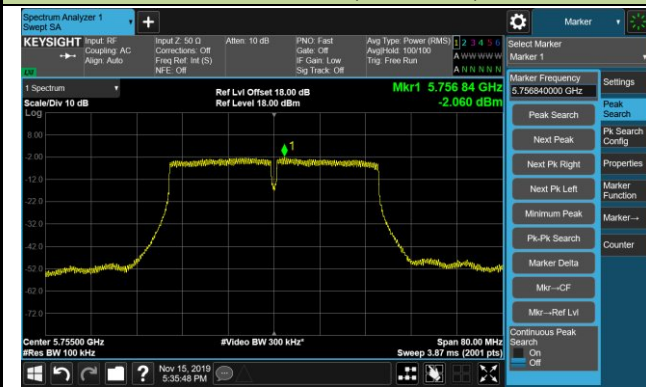 Spectrum Analyzer 1
Swept SA
+
Marker
KEYSIGHT
Input: RF
Coupling: AC
Align: Auto
Input Z: 50 Ω
Corrections: Off
Freq Ref: Int (S)
NFE: Off
Atten: 10 dB
PNO: Fast
Gate: Off
IF Gain: Low
Sig Track: Off
Avg Type: Power (RMS)
Avg|Hold: 100/100
Trig: Free Run
1 2 3 4 5 6
A W W W W W
A N N N N N
Select Marker
Marker 1
1 Spectrum
Scale/Div 10 dB
Log
Ref Lvl Offset 18.00 dB
Ref Level 18.00 dBm
Mkr1 5.756 84 GHz
-2.060 dBm
8.00
-2.00
-12.0
-22.0
-32.0
-42.0
-52.0
-62.0
-72.0
1
Center 5.75500 GHz
#Res BW 100 kHz
#Video BW 300 kHz*
Span 80.00 MHz
Sweep 3.87 ms (2001 pts)
Marker Frequency
5.756840000 GHz
Peak Search
Next Peak
Next Pk Right
Next Pk Left
Minimum Peak
Pk-Pk Search
Marker Delta
Mkr→CF
Mkr→Ref Lvl
Continuous Peak
Search
On
Off
Settings
Peak
Search
Pk Search
Config
Properties
Marker
Function
Marker→
Counter
?
Nov 15, 2019
5:35:48 PM